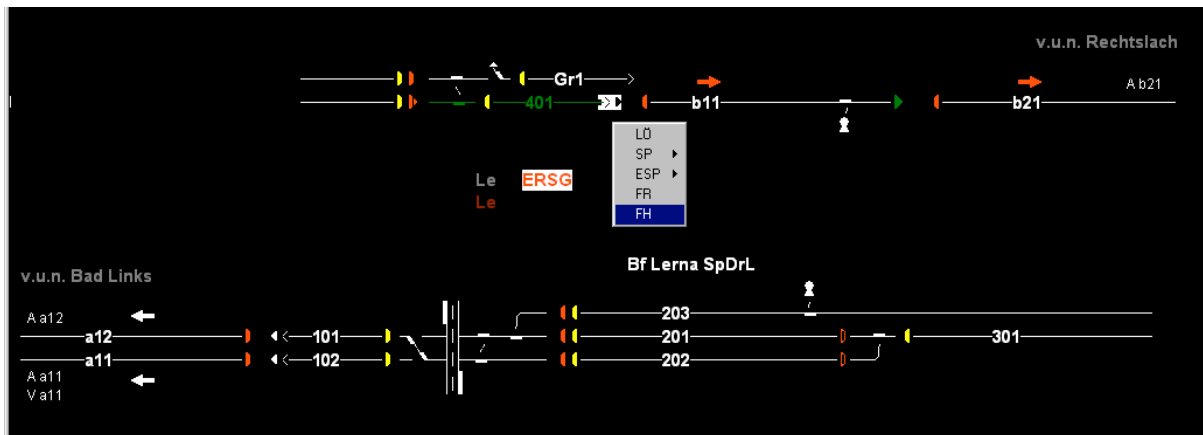 v.u.n. Rechtslach
Gr1
A b21
401
b11
b21
LÖ
SP
ESP
FR
FH
Le ERSG
Le
Bf Lerna SpDrL
v.u.n. Bad Links
A a12
203
a12 101 201 301
a11 102 202
A a11
V a11